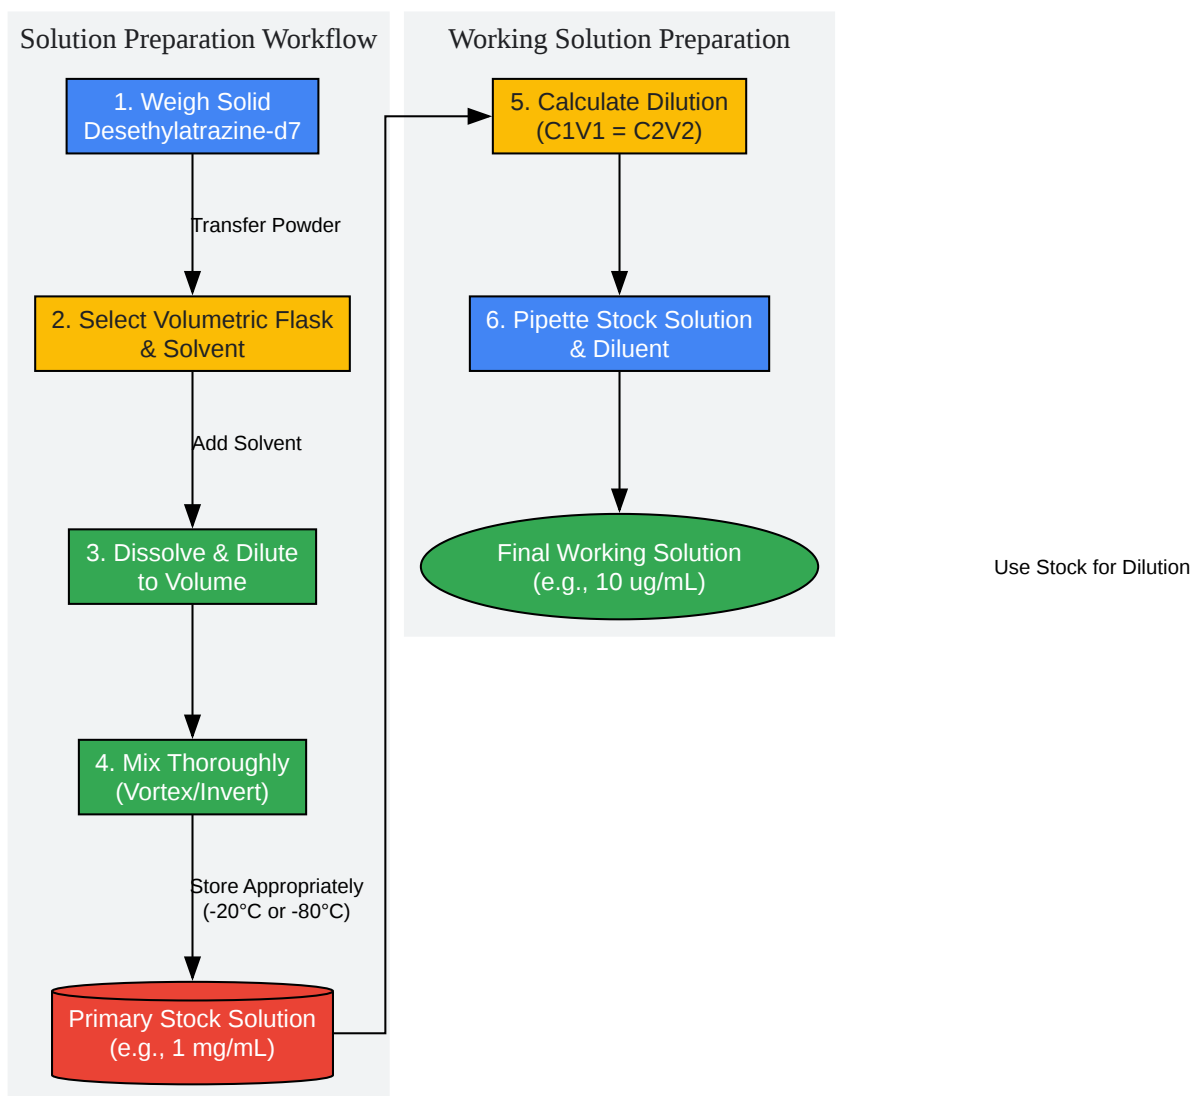 Solution Preparation Workflow
1. Weigh Solid
Desethylatrazine-d7
Transfer Powder
2. Select Volumetric Flask
& Solvent
Add Solvent
3. Dissolve & Dilute
to Volume
4. Mix Thoroughly
(Vortex/Invert)
Store Appropriately
(-20°C or -80°C)
Primary Stock Solution
(e.g., 1 mg/mL)
Working Solution Preparation
5. Calculate Dilution
(C1V1 = C2V2)
6. Pipette Stock Solution
& Diluent
Final Working Solution
(e.g., 10 ug/mL)
Use Stock for Dilution